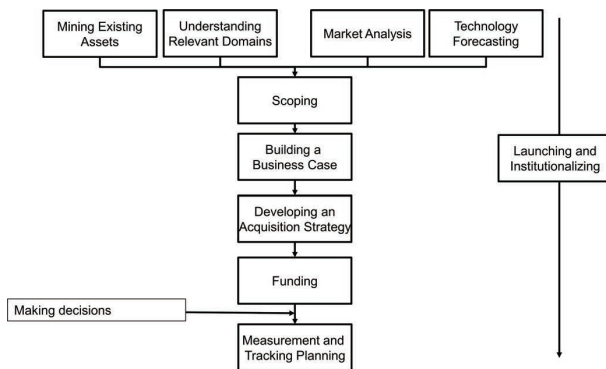 Mining Existing
Assets
Understanding
Relevant Domains
Market Analysis
Technology
Forecasting
Scoping
Building a
Business Case
Launching and
Institutionalizing
Developing an
Acquisition Strategy
Funding
Making decisions
Measurement and
Tracking Planning